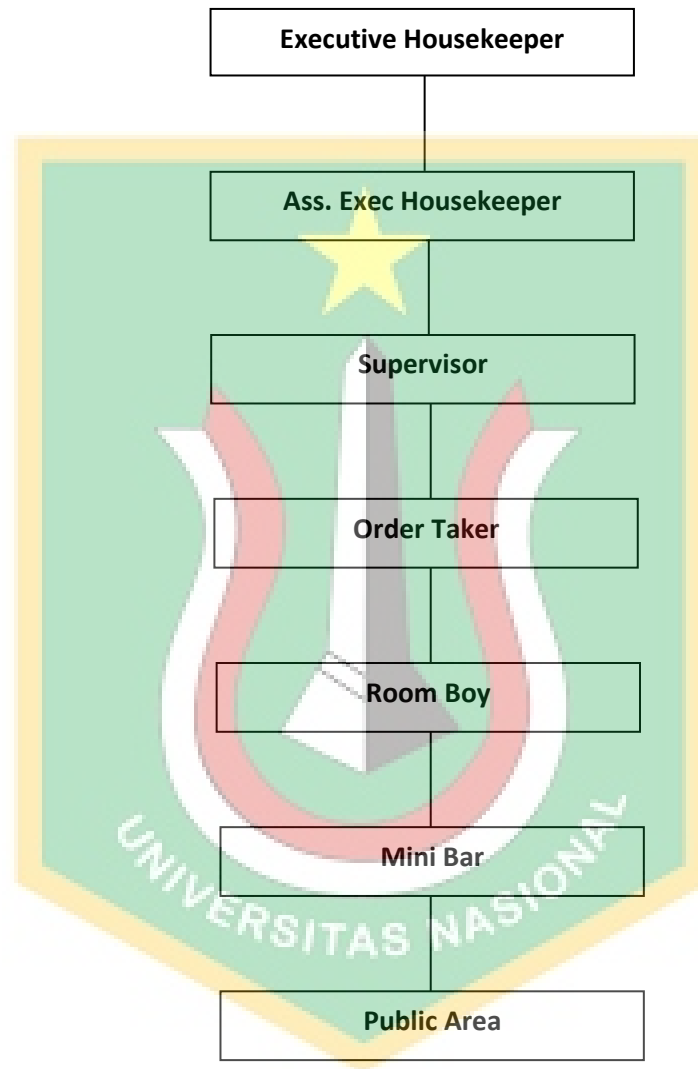 Executive Housekeeper
Ass. Exec Housekeeper
Supervisor
Order Taker
Room Boy
Mini Bar
UNIVERSITAS NASIONAL
Public Area